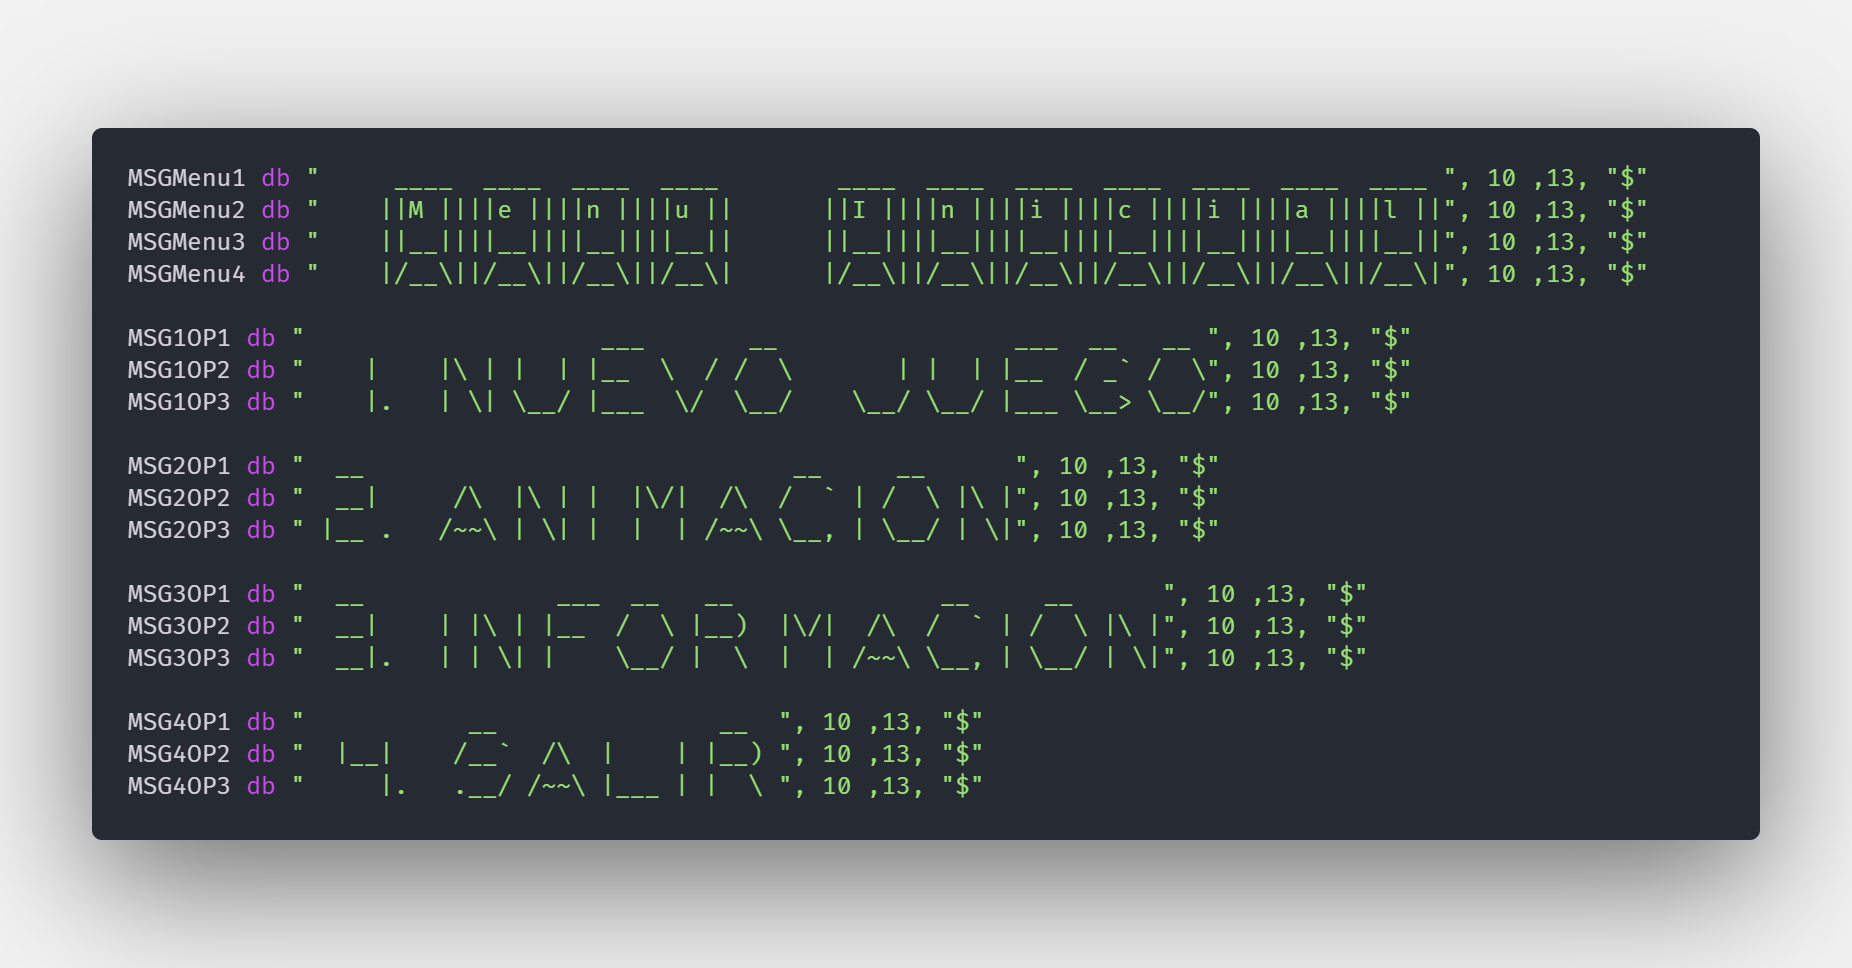 MSGMenu1 db "     ____  ____  ____  ____        ____  ____  ____  ____  ____  ____  ____ ", 10 ,13, "$"
MSGMenu2 db "    ||M ||||e ||||n ||||u ||      ||I ||||n ||||i ||||c ||||i ||||a ||||l ||", 10 ,13, "$"
MSGMenu3 db "    ||__||||__||||__||||__||      ||__||||__||||__||||__||||__||||__||||__||", 10 ,13, "$"
MSGMenu4 db "    |/__\||/__\||/__\||/__\|      |/__\||/__\||/__\||/__\||/__\||/__\||/__\|", 10 ,13, "$"
MSG1OP1 db "                    ___       __                ___  __   __ ", 10 ,13, "$"
MSG1OP2 db "    |    |\ | |  | |__  \  / /  \       | |  | |__  / _` /  \", 10 ,13, "$"
MSG1OP3 db "    |.   | \| \__/ |___  \/  \__/    \__/ \__/ |___ \__> \__/", 10 ,13, "$"
MSG2OP1 db "  __                             __     __      ", 10 ,13, "$"
MSG2OP2 db "  __|     /\  |\ | |  |\/|  /\  /  ` | /  \ |\ |", 10 ,13, "$"
MSG2OP3 db " |__ .   /~~\ | \| |  |  | /~~\ \__, | \__/ | \|", 10 ,13, "$"
MSG3OP1 db "  __             ___  __   __              __     __      ", 10 ,13, "$"
MSG3OP2 db "  __|    | |\ | |__  /  \ |__)  |\/|  /\  /  ` | /  \ |\ |", 10 ,13, "$"
MSG3OP3 db "  __|.   | | \| |    \__/ |  \  |  | /~~\ \__, | \__/ | \|", 10 ,13, "$"
MSG4OP1 db "           __               __  ", 10 ,13, "$"
MSG4OP2 db "  |__|    /__`  /\  |    | |__) ", 10 ,13, "$"
MSG4OP3 db "     |.   .__/ /~~\ |___ | |  \ ", 10 ,13, "$"